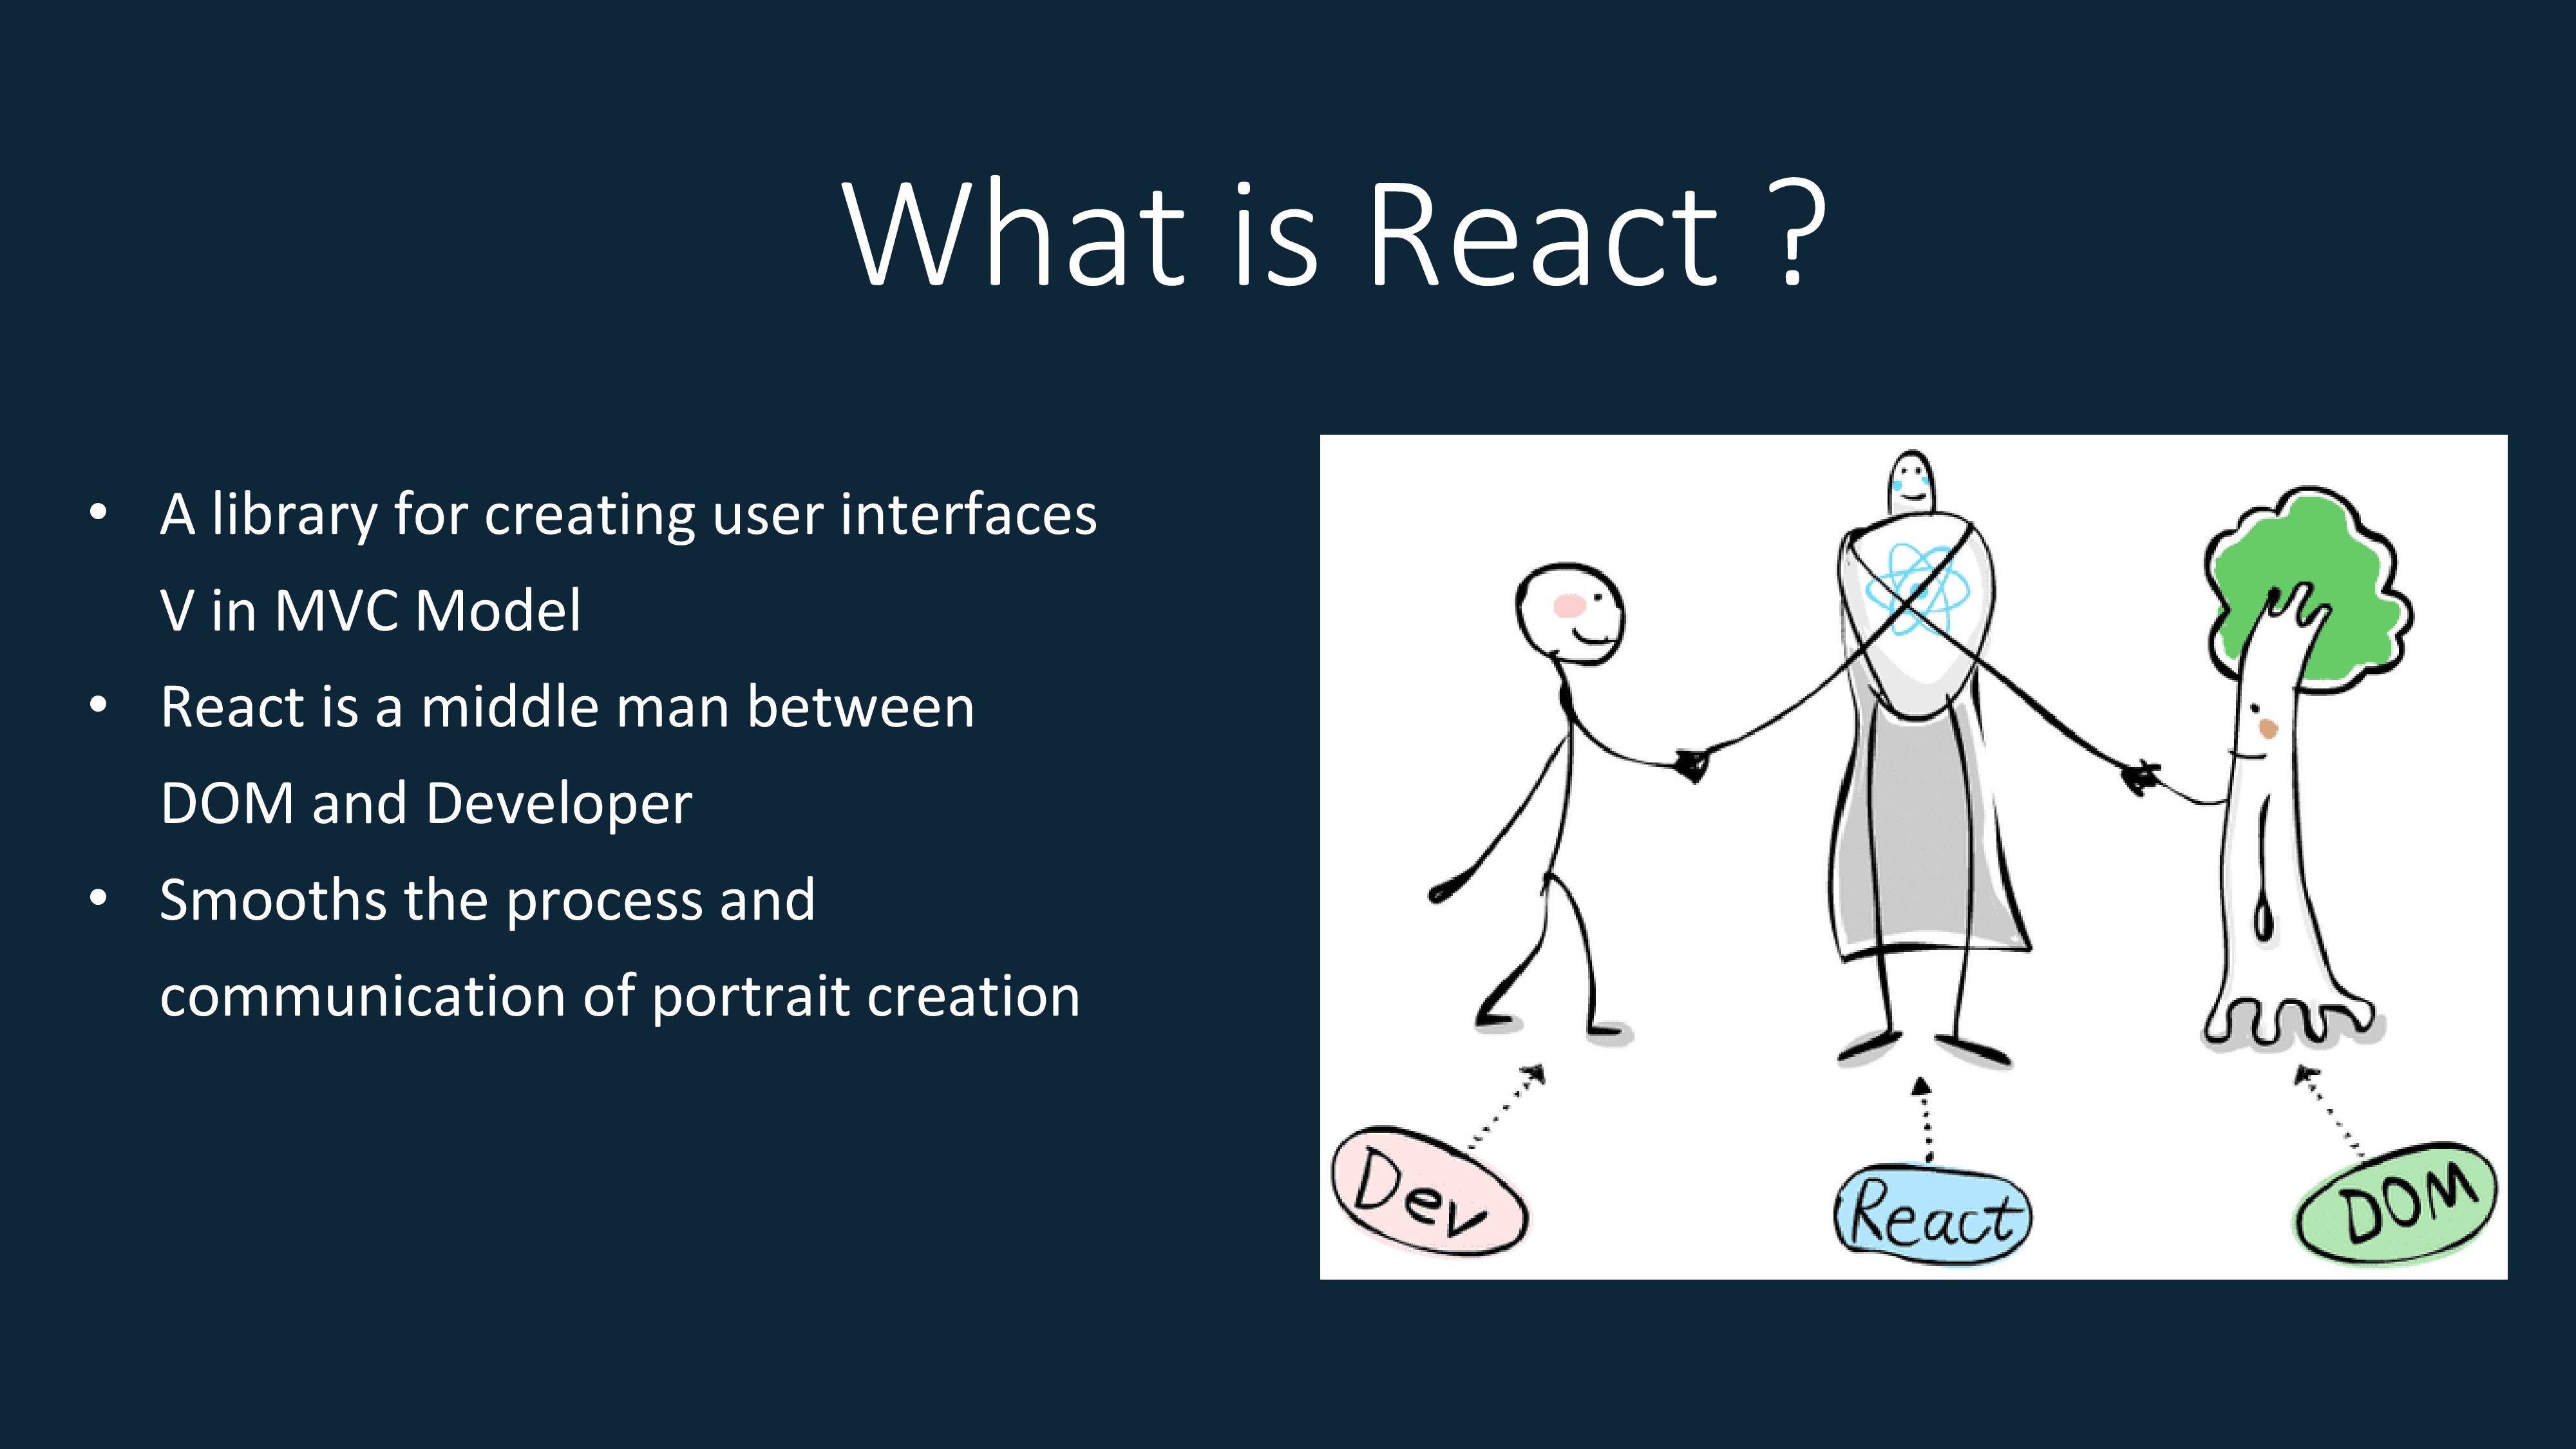 What is React ?
• A library for creating user interfaces
V in MVC Model
• React is a middle man between
DOM and Developer
• Smooths the process and
communication of portrait creation
Dev
React
DOM